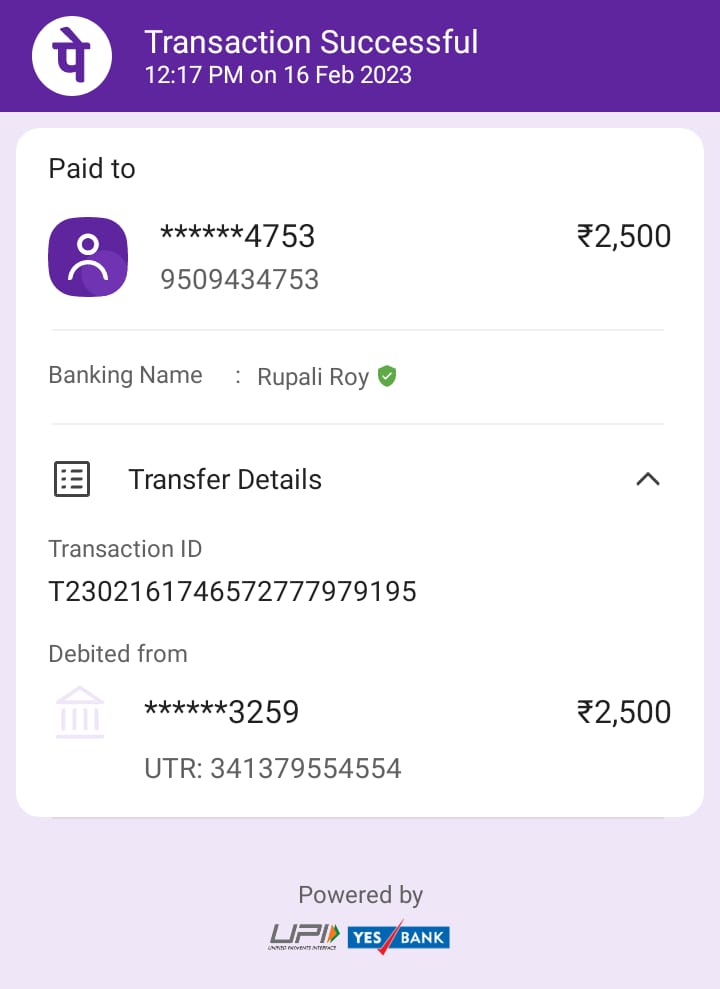 पे
Transaction Successful
12:17 PM on 16 Feb 2023
Paid to
******4753 ₹2,500
9509434753
Banking Name : Rupali Roy
Transfer Details
Transaction ID
T2302161746572777979195
Debited from
******3259 ₹2,500
UTR: 341379554554
Powered by
UPI YES BANK
UNIFIED PAYMENTS INTERFACE